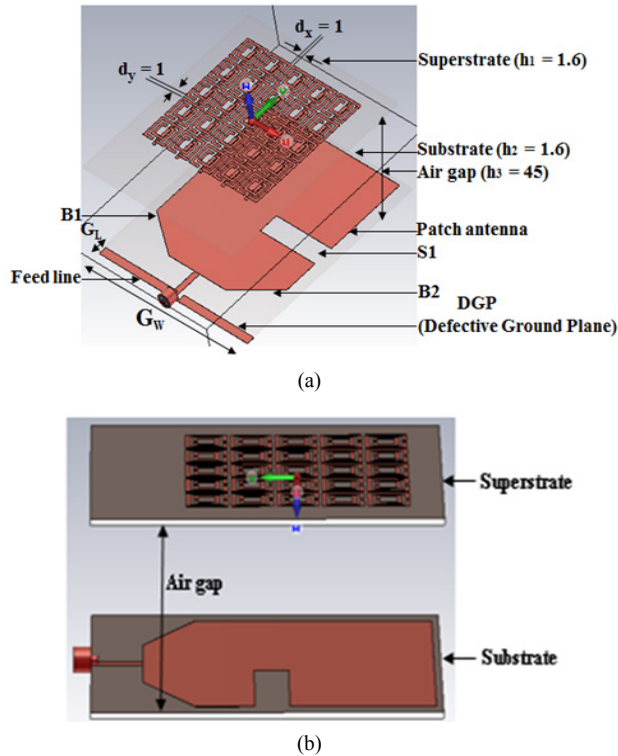 dx = 1
dy = 1
Superstrate (h1 = 1.6)
Substrate (h2 = 1.6)
Air gap (h3 = 45)
B1
Patch antenna
GL
S1
Feed line
B2
DGP
GW
(Defective Ground Plane)
(a)
Superstrate
Air gap
Substrate
(b)